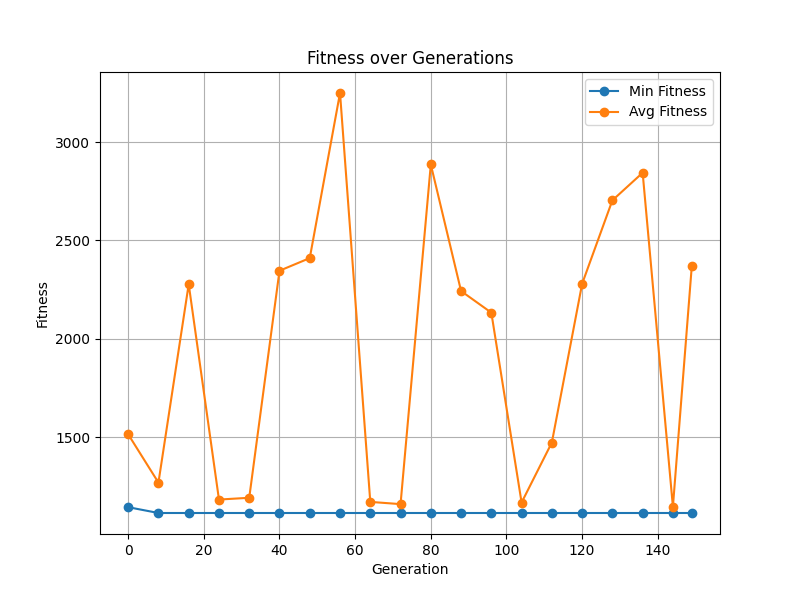 Fitness over Generations
Min Fitness
Avg Fitness
3000
2500
2000
1500
Fitness
0 20 40 60 80 100 120 140
Generation